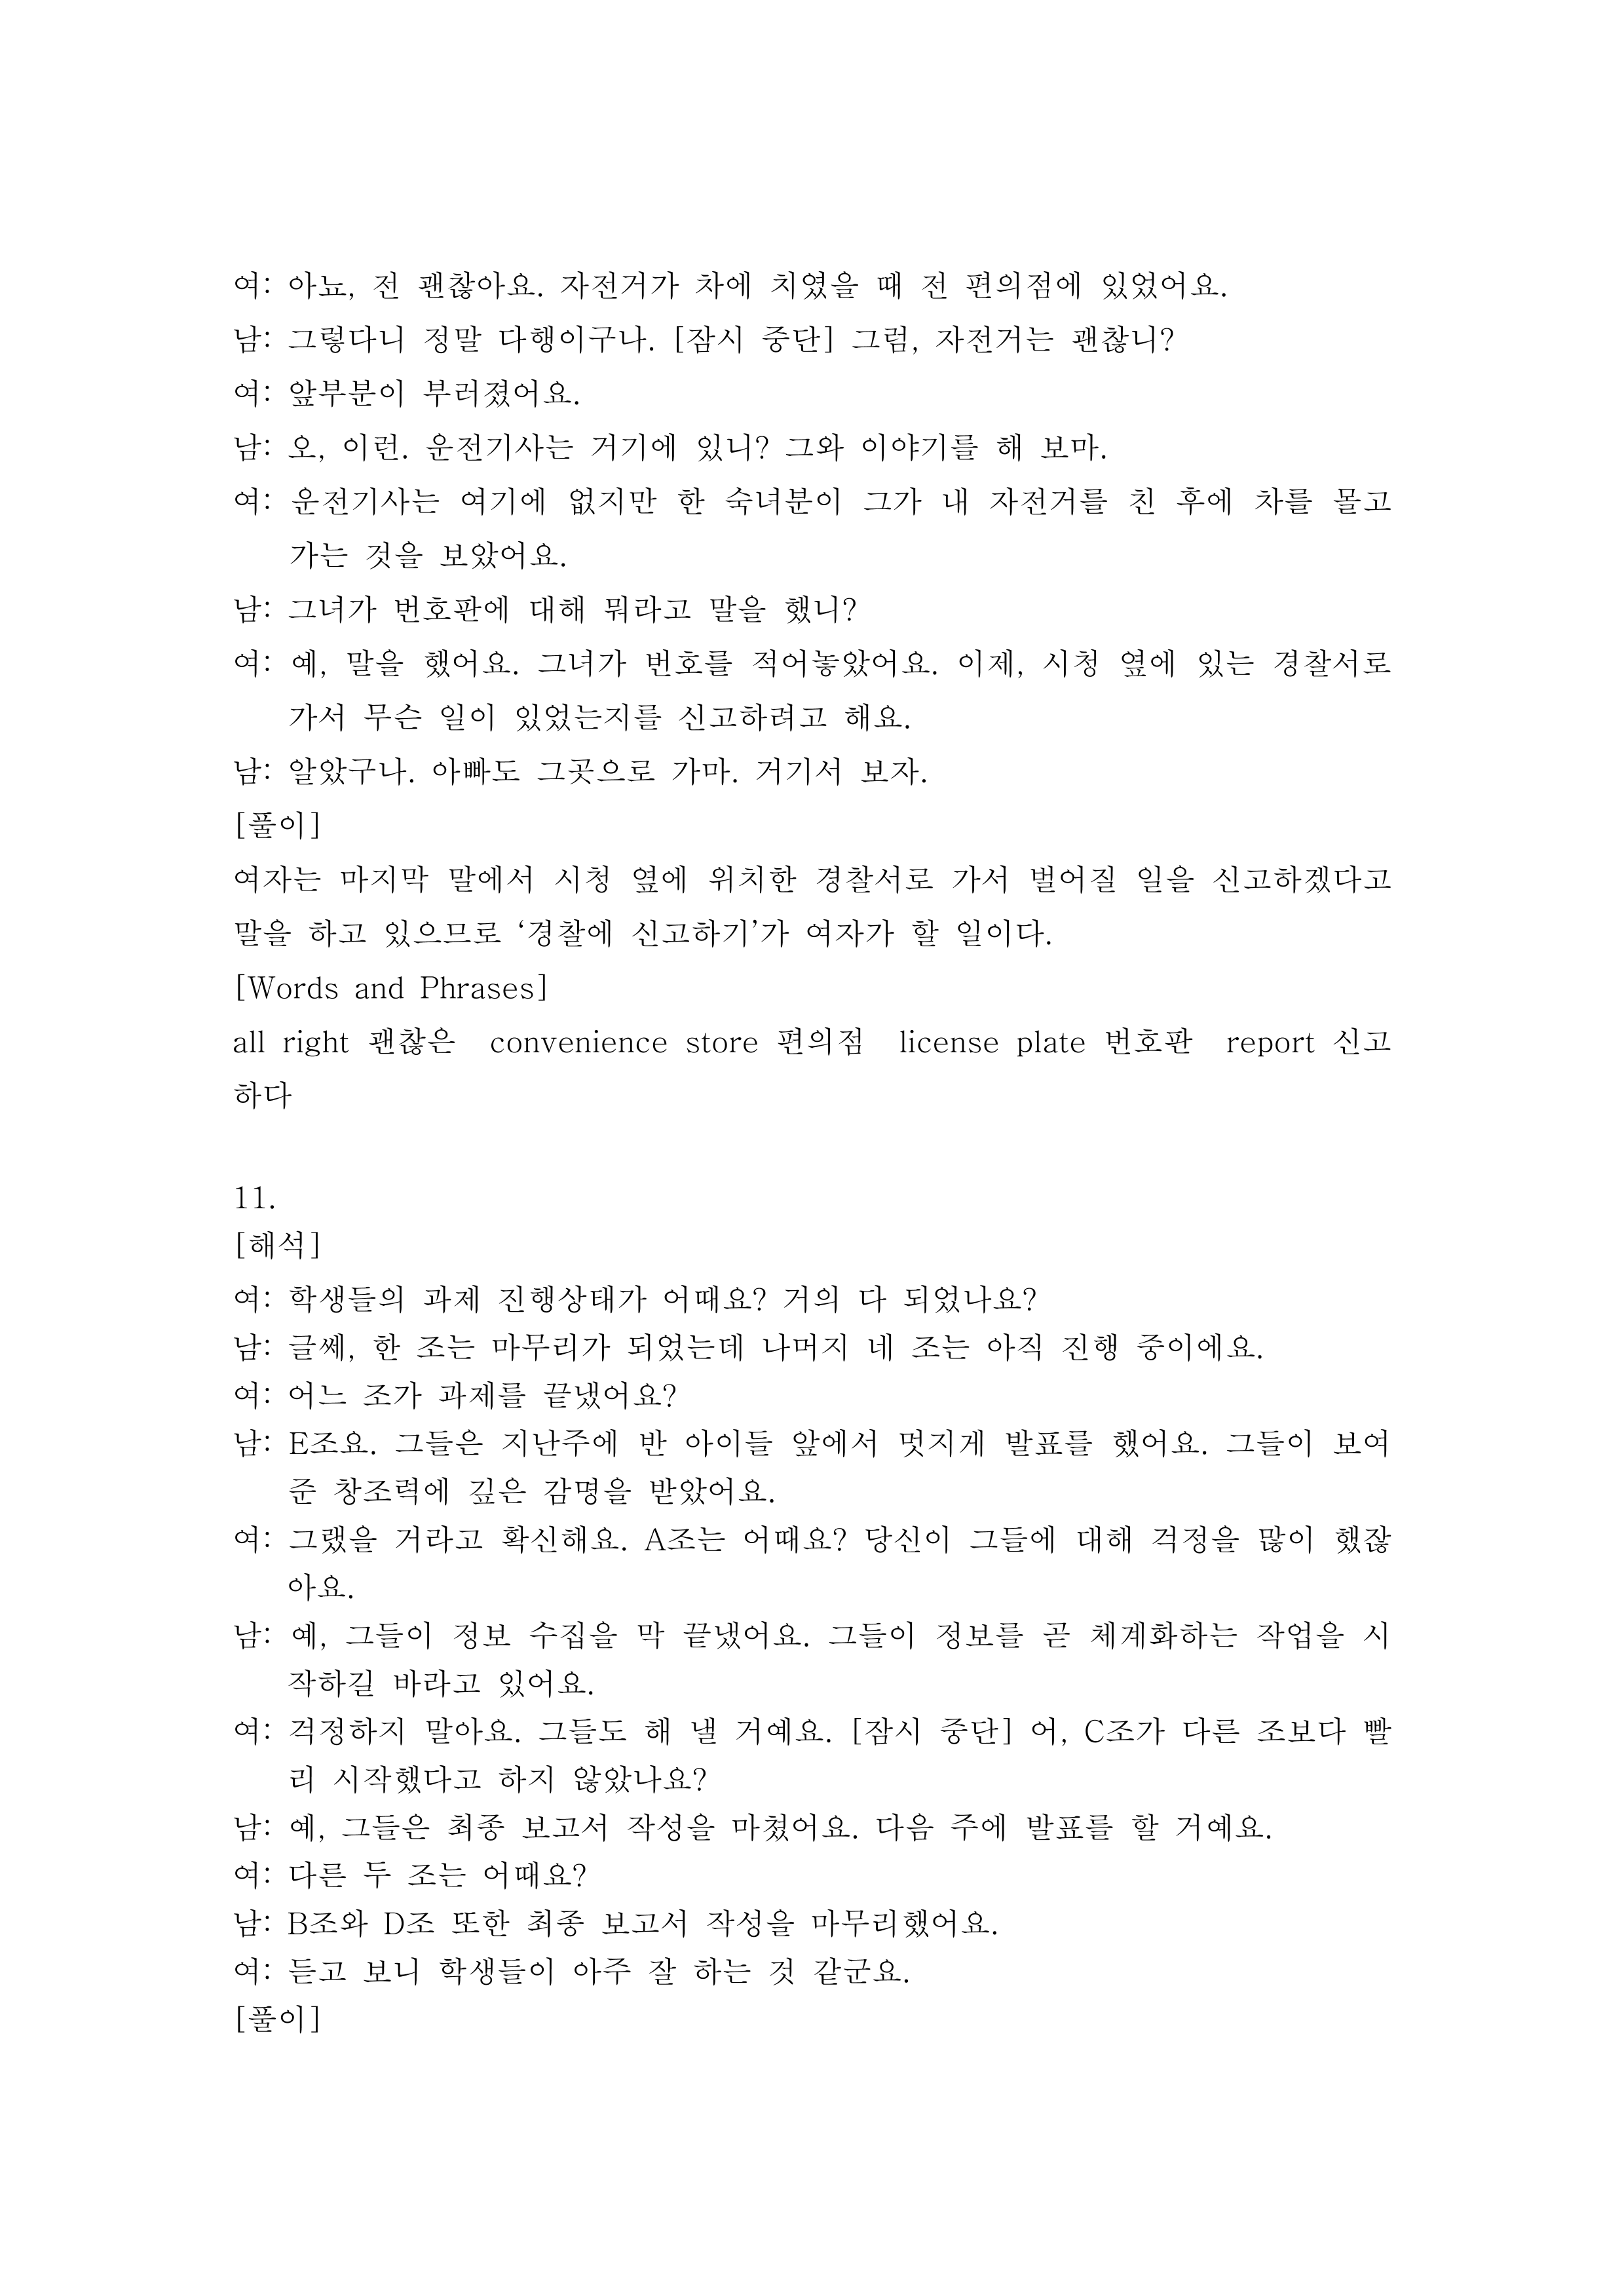 여: 아뇨, 전 괜찮아요. 자전거가 차에 치였을 때 전 편의점에 있었어요.
남: 그렇다니 정말 다행이구나. [잠시 중단] 그럼, 자전거는 괜찮니?
여: 앞부분이 부러졌어요.
남: 오, 이런. 운전기사는 거기에 있니? 그와 이야기를 해 보마.
여: 운전기사는 여기에 없지만 한 숙녀분이 그가 내 자전거를 친 후에 차를 몰고
가는 것을 보았어요.
남: 그녀가 번호판에 대해 뭐라고 말을 했니?
여: 예, 말을 했어요. 그녀가 번호를 적어놓았어요. 이제, 시청 옆에 있는 경찰서로
가서 무슨 일이 있었는지를 신고하려고 해요.
남: 알았구나. 아빠도 그곳으로 가마. 거기서 보자.
[풀이]
여자는 마지막 말에서 시청 옆에 위치한 경찰서로 가서 벌어질 일을 신고하겠다고
말을 하고 있으므로 ‘경찰에 신고하기’가 여자가 할 일이다.
[Words and Phrases]
all right 괜찮은 convenience store 편의점 license plate 번호판 report 신고
하다
11.
[해석]
여: 학생들의 과제 진행상태가 어때요? 거의 다 되었나요?
남: 글쎄, 한 조는 마무리가 되었는데 나머지 네 조는 아직 진행 중이에요.
여: 어느 조가 과제를 끝냈어요?
남: E조요. 그들은 지난주에 반 아이들 앞에서 멋지게 발표를 했어요. 그들이 보여
준 창조력에 깊은 감명을 받았어요.
여: 그랬을 거라고 확신해요. A조는 어때요? 당신이 그들에 대해 걱정을 많이 했잖
아요.
남: 예, 그들이 정보 수집을 막 끝냈어요. 그들이 정보를 곧 체계화하는 작업을 시
작하길 바라고 있어요.
여: 걱정하지 말아요. 그들도 해 낼 거예요. [잠시 중단] 어, C조가 다른 조보다 빨
리 시작했다고 하지 않았나요?
남: 예, 그들은 최종 보고서 작성을 마쳤어요. 다음 주에 발표를 할 거예요.
여: 다른 두 조는 어때요?
남: B조와 D조 또한 최종 보고서 작성을 마무리했어요.
여: 듣고 보니 학생들이 아주 잘 하는 것 같군요.
[풀이]